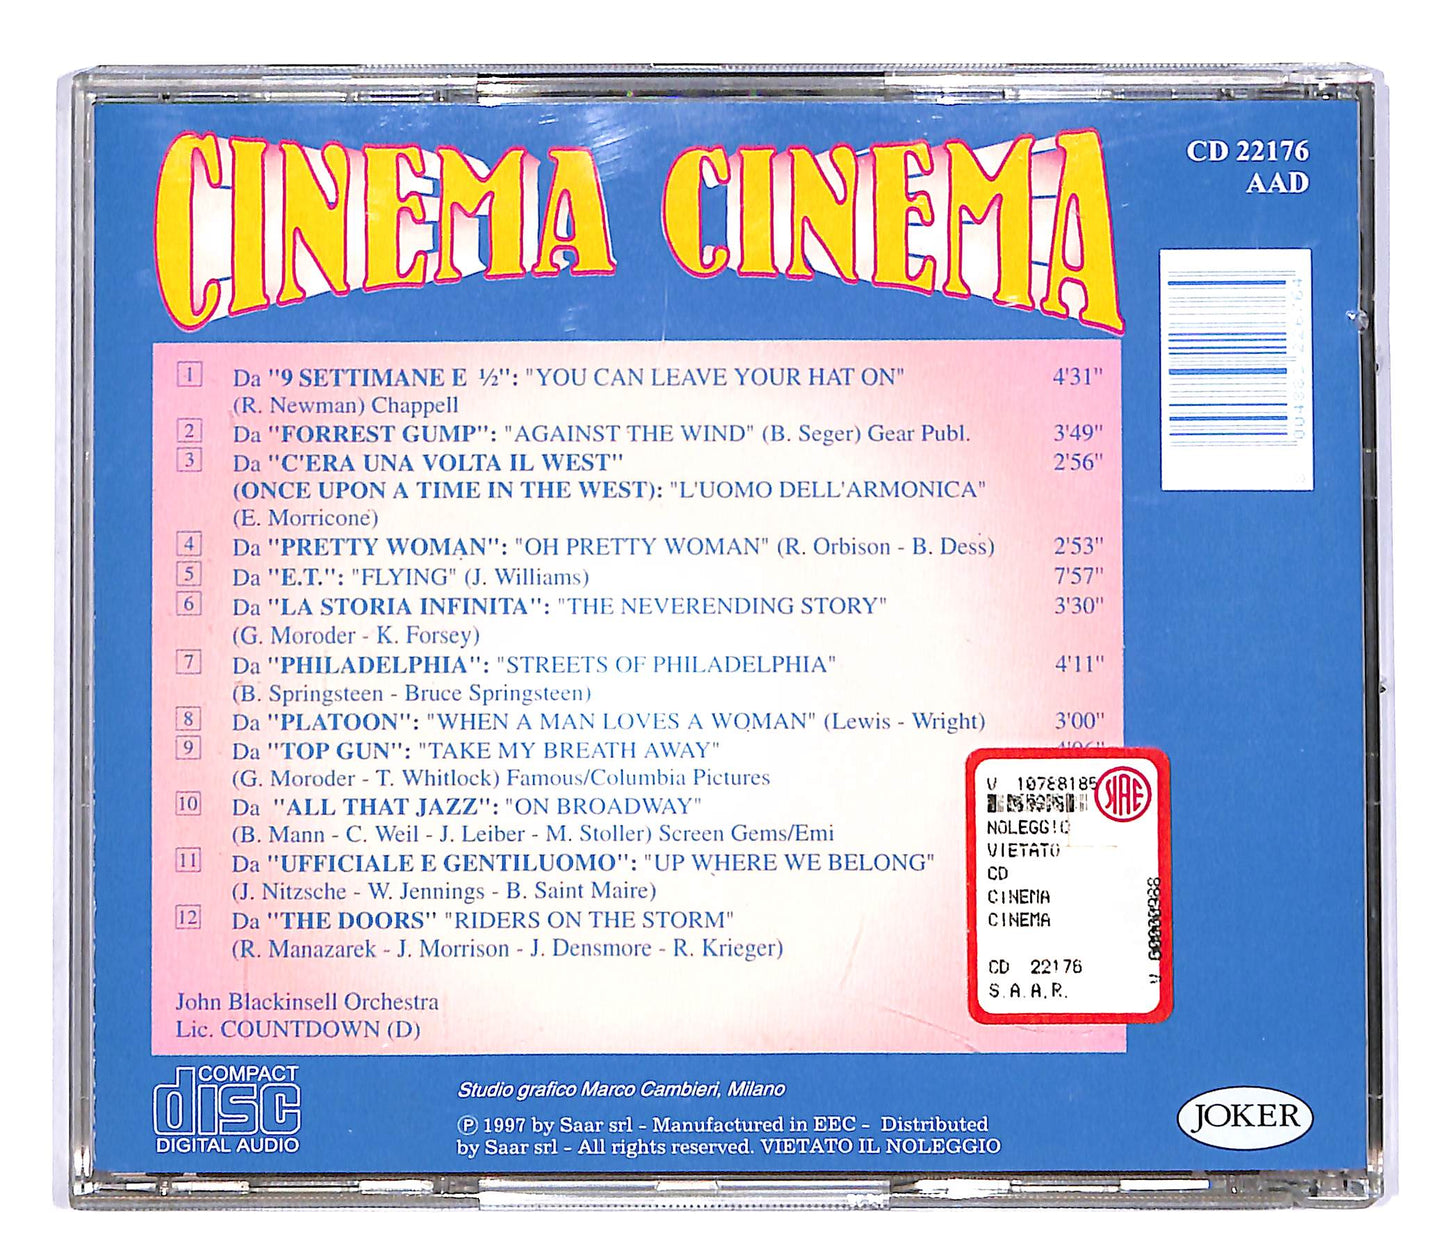 CINEMA CINEMA
CD 22176
AAD
1 Da "9 SETTIMANE E ½": "YOU CAN LEAVE YOUR HAT ON" 4'31"
(R. Newman) Chappell
2 Da "FORREST GUMP": "AGAINST THE WIND" (B. Seger) Gear Publ. 3'49"
3 Da "C'ERA UNA VOLTA IL WEST" 2'56"
(ONCE UPON A TIME IN THE WEST): "L'UOMO DELL'ARMONICA"
(E. Morricone)
4 Da "PRETTY WOMAN": "OH PRETTY WOMAN" (R. Orbison - B. Dess) 2'53"
5 Da "E.T.": "FLYING" (J. Williams) 7'57"
6 Da "LA STORIA INFINITA": "THE NEVERENDING STORY" 3'30"
(G. Moroder - K. Forsey)
7 Da "PHILADELPHIA": "STREETS OF PHILADELPHIA" 4'11"
(B. Springsteen - Bruce Springsteen)
8 Da "PLATOON": "WHEN A MAN LOVES A WOMAN" (Lewis - Wright) 3'00"
9 Da "TOP GUN": "TAKE MY BREATH AWAY"
(G. Moroder - T. Whitlock) Famous/Columbia Pictures
10 Da "ALL THAT JAZZ": "ON BROADWAY"
(B. Mann - C. Weil - J. Leiber - M. Stoller) Screen Gems/Emi
11 Da "UFFICIALE E GENTILUOMO": "UP WHERE WE BELONG"
(J. Nitzsche - W. Jennings - B. Saint Maire)
12 Da "THE DOORS" "RIDERS ON THE STORM"
(R. Manazarek - J. Morrison - J. Densmore - R. Krieger)
John Blackinsell Orchestra
Lic. COUNTDOWN (D)
V 10788185
SIAE
NOLEGGIO
VIETATO
CD
CINEMA
CINEMA
CD 22176
S.A.A.R.
COMPACT
disc
DIGITAL AUDIO
Studio grafico Marco Cambieri, Milano
℗ 1997 by Saar srl - Manufactured in EEC - Distributed
by Saar srl - All rights reserved. VIETATO IL NOLEGGIO
JOKER